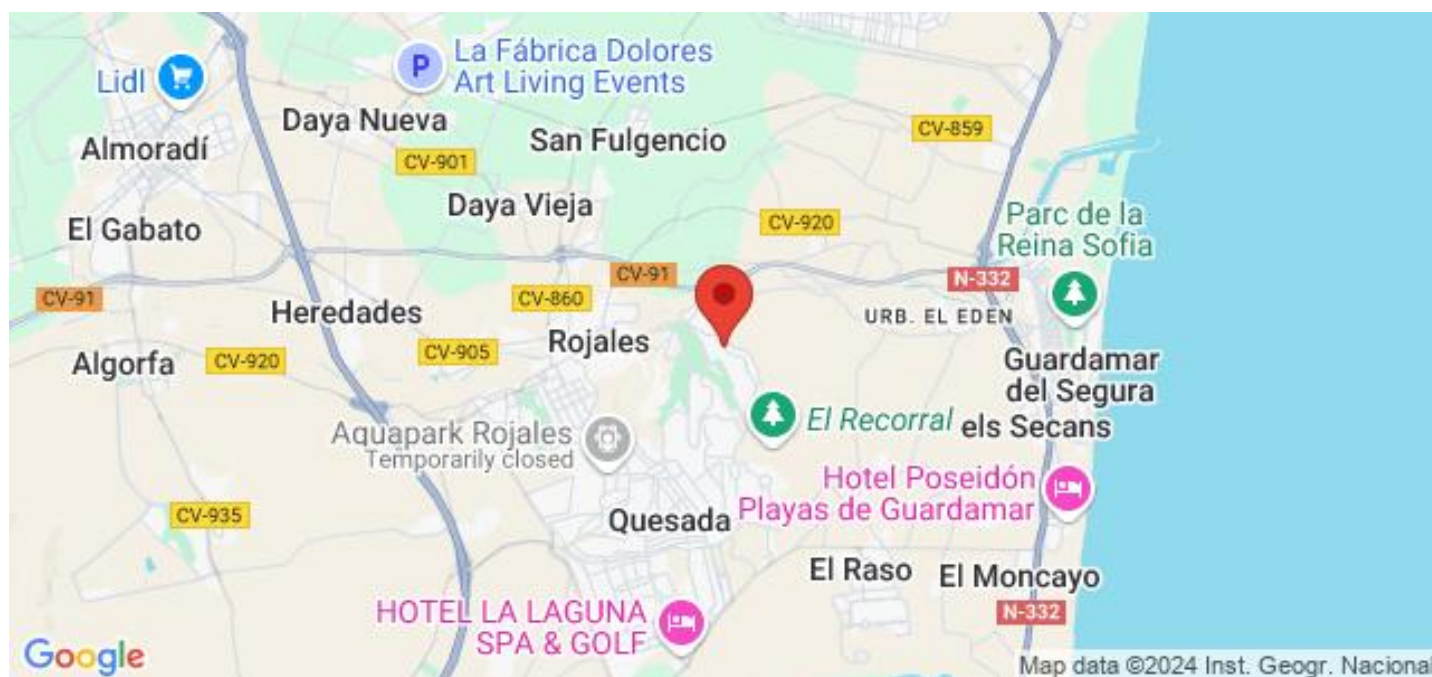 La Fábrica Dolores
Art Living Events
P
Lidl
Daya Nueva
San Fulgencio
CV-859
Almoradí
CV-901
Daya Vieja
CV-920
Parc de la
Reina Sofia
El Gabato
CV-91
N-332
CV-91
CV-860
Heredades
URB. EL EDEN
Rojales
Algorfa
CV-920
CV-905
Guardamar
del Segura
El Recorral
els Secans
Aquapark Rojales
Temporarily closed
Hotel Poseidón
Playas de Guardamar
CV-935
Quesada
El Raso
El Moncayo
HOTEL LA LAGUNA
SPA & GOLF
N-332
Google
Map data ©2024 Inst. Geogr. Nacional